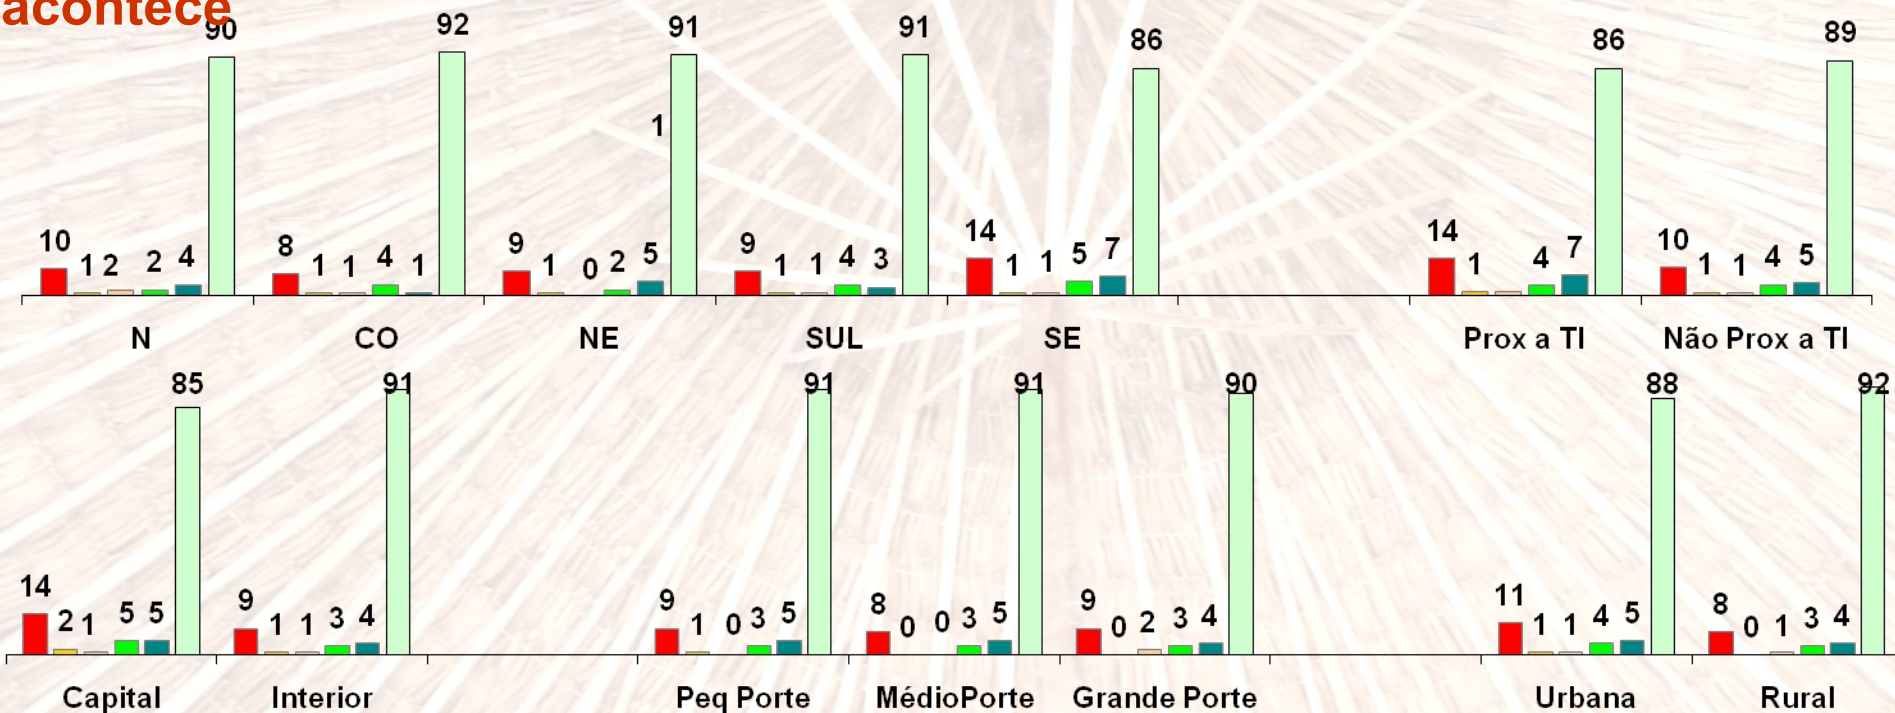 acontece
90 92 91 91 86 86 89
1
10 1 2 2 4 8 1 1 4 1 9 1 0 2 5 9 1 1 4 3 14 1 1 5 7 14 1 4 7 10 1 1 4 5
N CO NE SUL SE Prox a TI Não Prox a TI
85 91 91 91 90 88 92
14 2 1 5 5 9 1 1 3 4 9 1 0 3 5 8 0 0 3 5 9 0 2 3 4 11 1 1 4 5 8 0 1 3 4
Capital Interior Peq Porte MédioPorte Grande Porte Urbana Rural